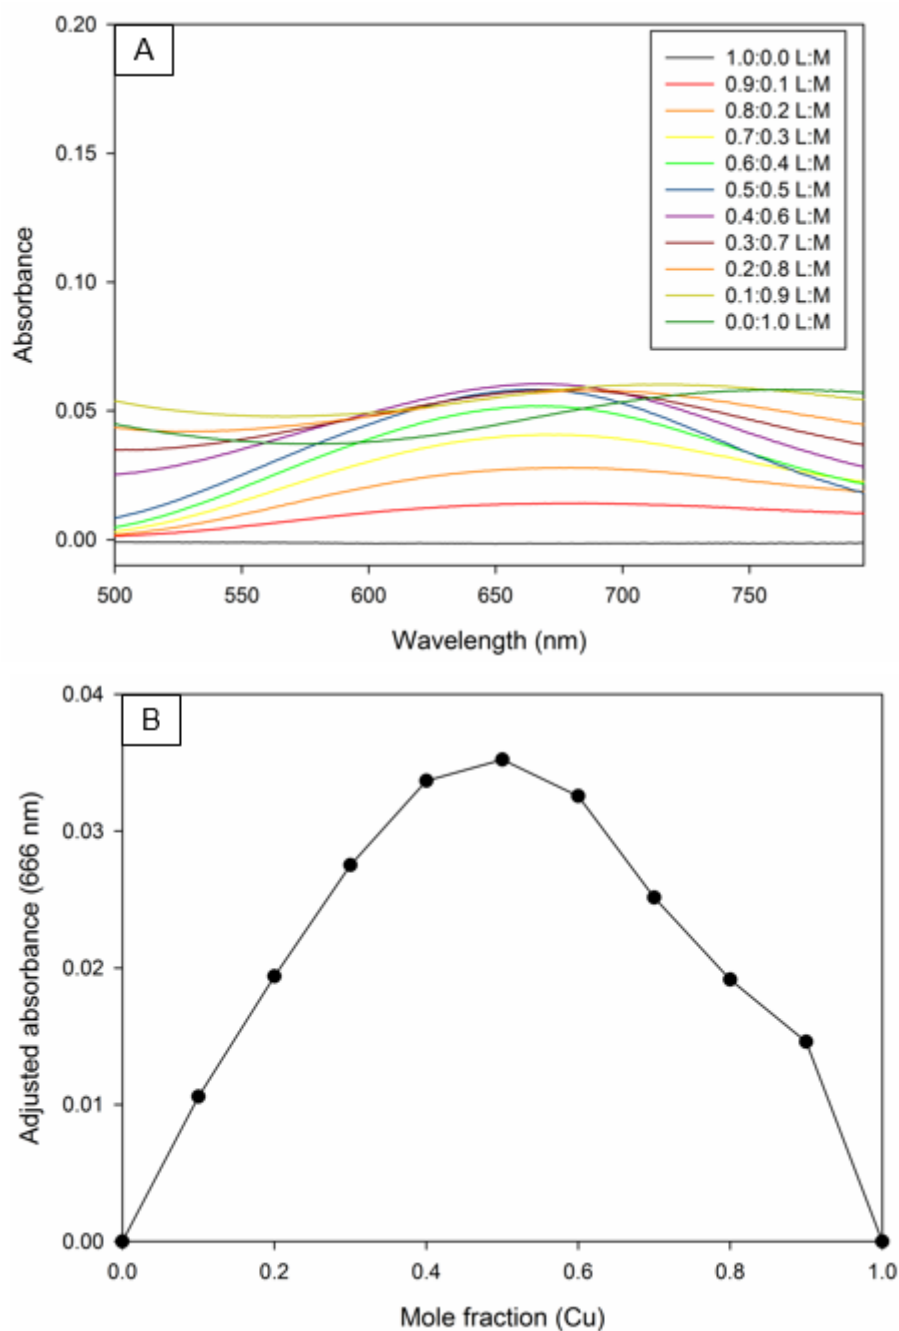 A
0.20
0.15
0.10
0.05
0.00
Absorbance
1.0:0.0 L:M
0.9:0.1 L:M
0.8:0.2 L:M
0.7:0.3 L:M
0.6:0.4 L:M
0.5:0.5 L:M
0.4:0.6 L:M
0.3:0.7 L:M
0.2:0.8 L:M
0.1:0.9 L:M
0.0:1.0 L:M
500 550 600 650 700 750
Wavelength (nm)
B
0.04
0.03
0.02
0.01
0.00
Adjusted absorbance (666 nm)
0.0 0.2 0.4 0.6 0.8 1.0
Mole fraction (Cu)